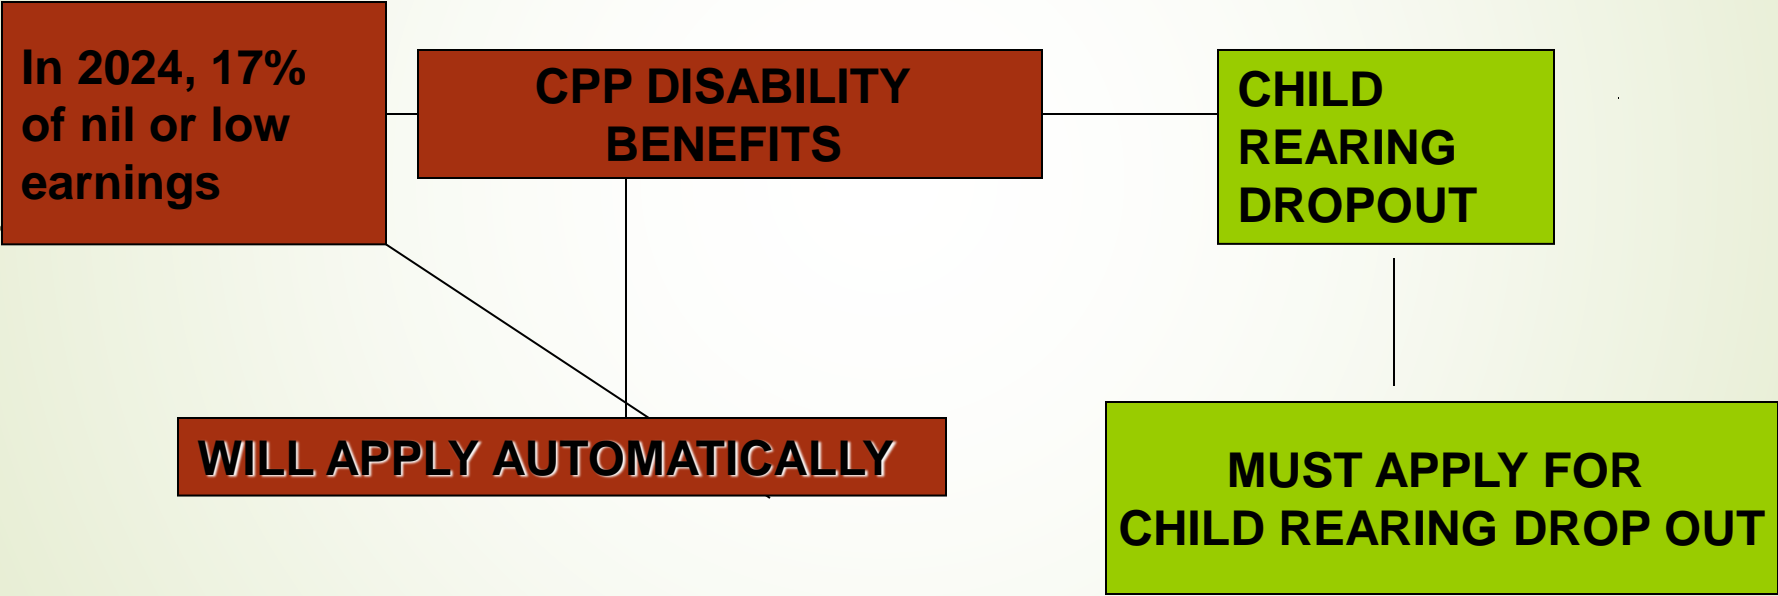 In 2024, 17%
of nil or low
earnings
CPP DISABILITY
BENEFITS
CHILD
REARING
DROPOUT
WILL APPLY AUTOMATICALLY
MUST APPLY FOR
CHILD REARING DROP OUT